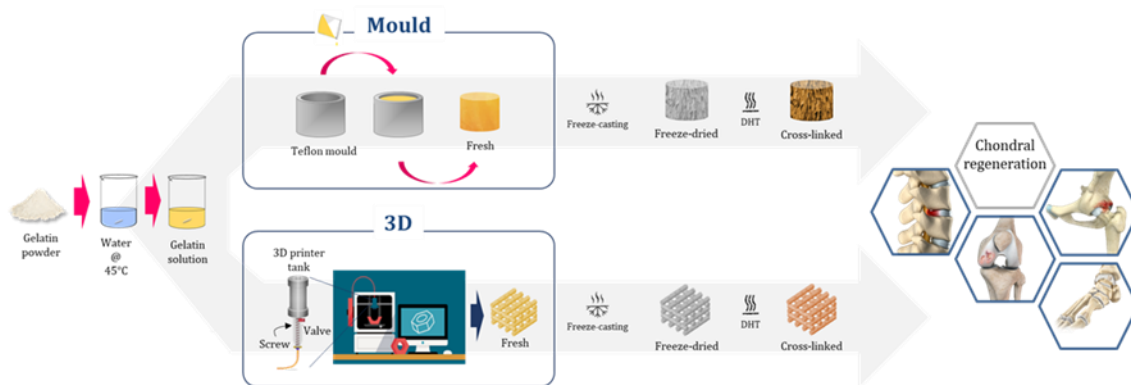 Mould
Teflon mould
Fresh
Freeze-casting
Freeze-dried
DHT
Cross-linked
Gelatin
powder
Water
@
45°C
Gelatin
solution
3D
3D printer
tank
Valve
Screw
Fresh
Freeze-casting
Freeze-dried
DHT
Cross-linked
Chondral
regeneration